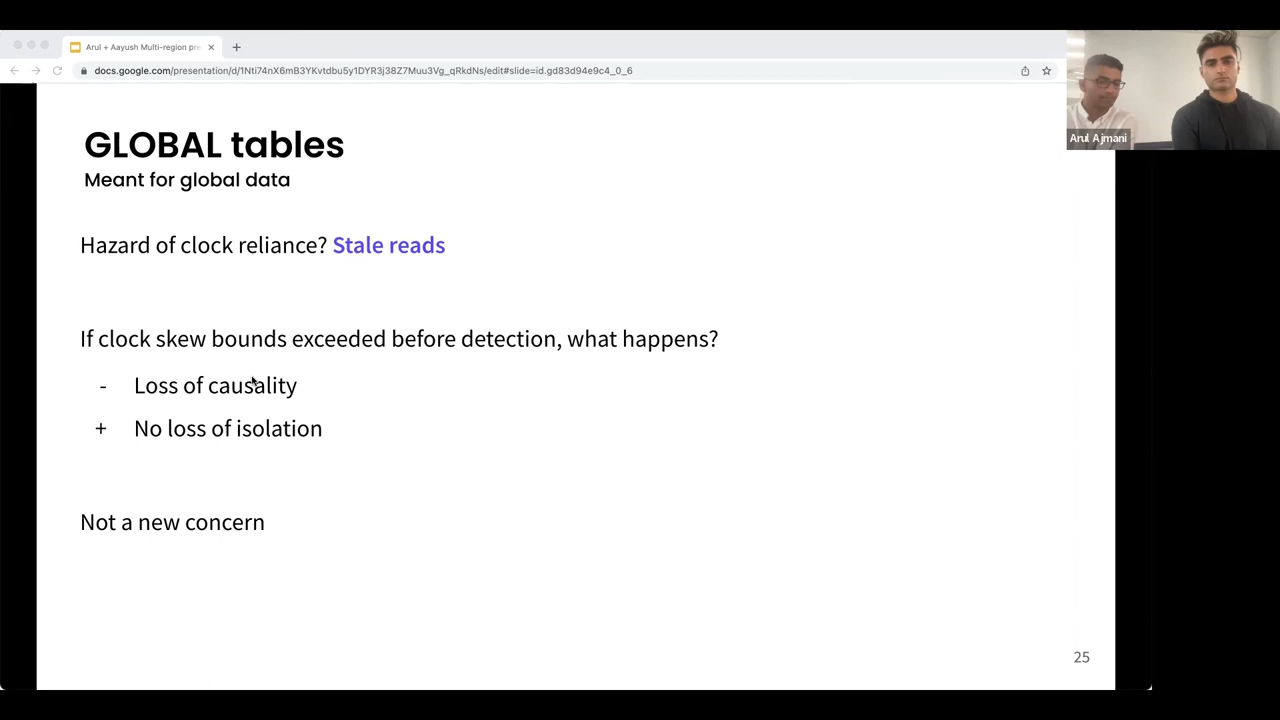 Arul + Aayush Multi-region pre
docs.google.com/presentation/d/1Nti74nX6mB3YKvtdbu5y1DYR3j38Z7Muu3Vg_qRkdNs/edit#slide=id.gd83d94e9c4_0_6
Arul Ajmani
GLOBAL tables
Meant for global data
Hazard of clock reliance? Stale reads
If clock skew bounds exceeded before detection, what happens?
- Loss of causality
+ No loss of isolation
Not a new concern
25